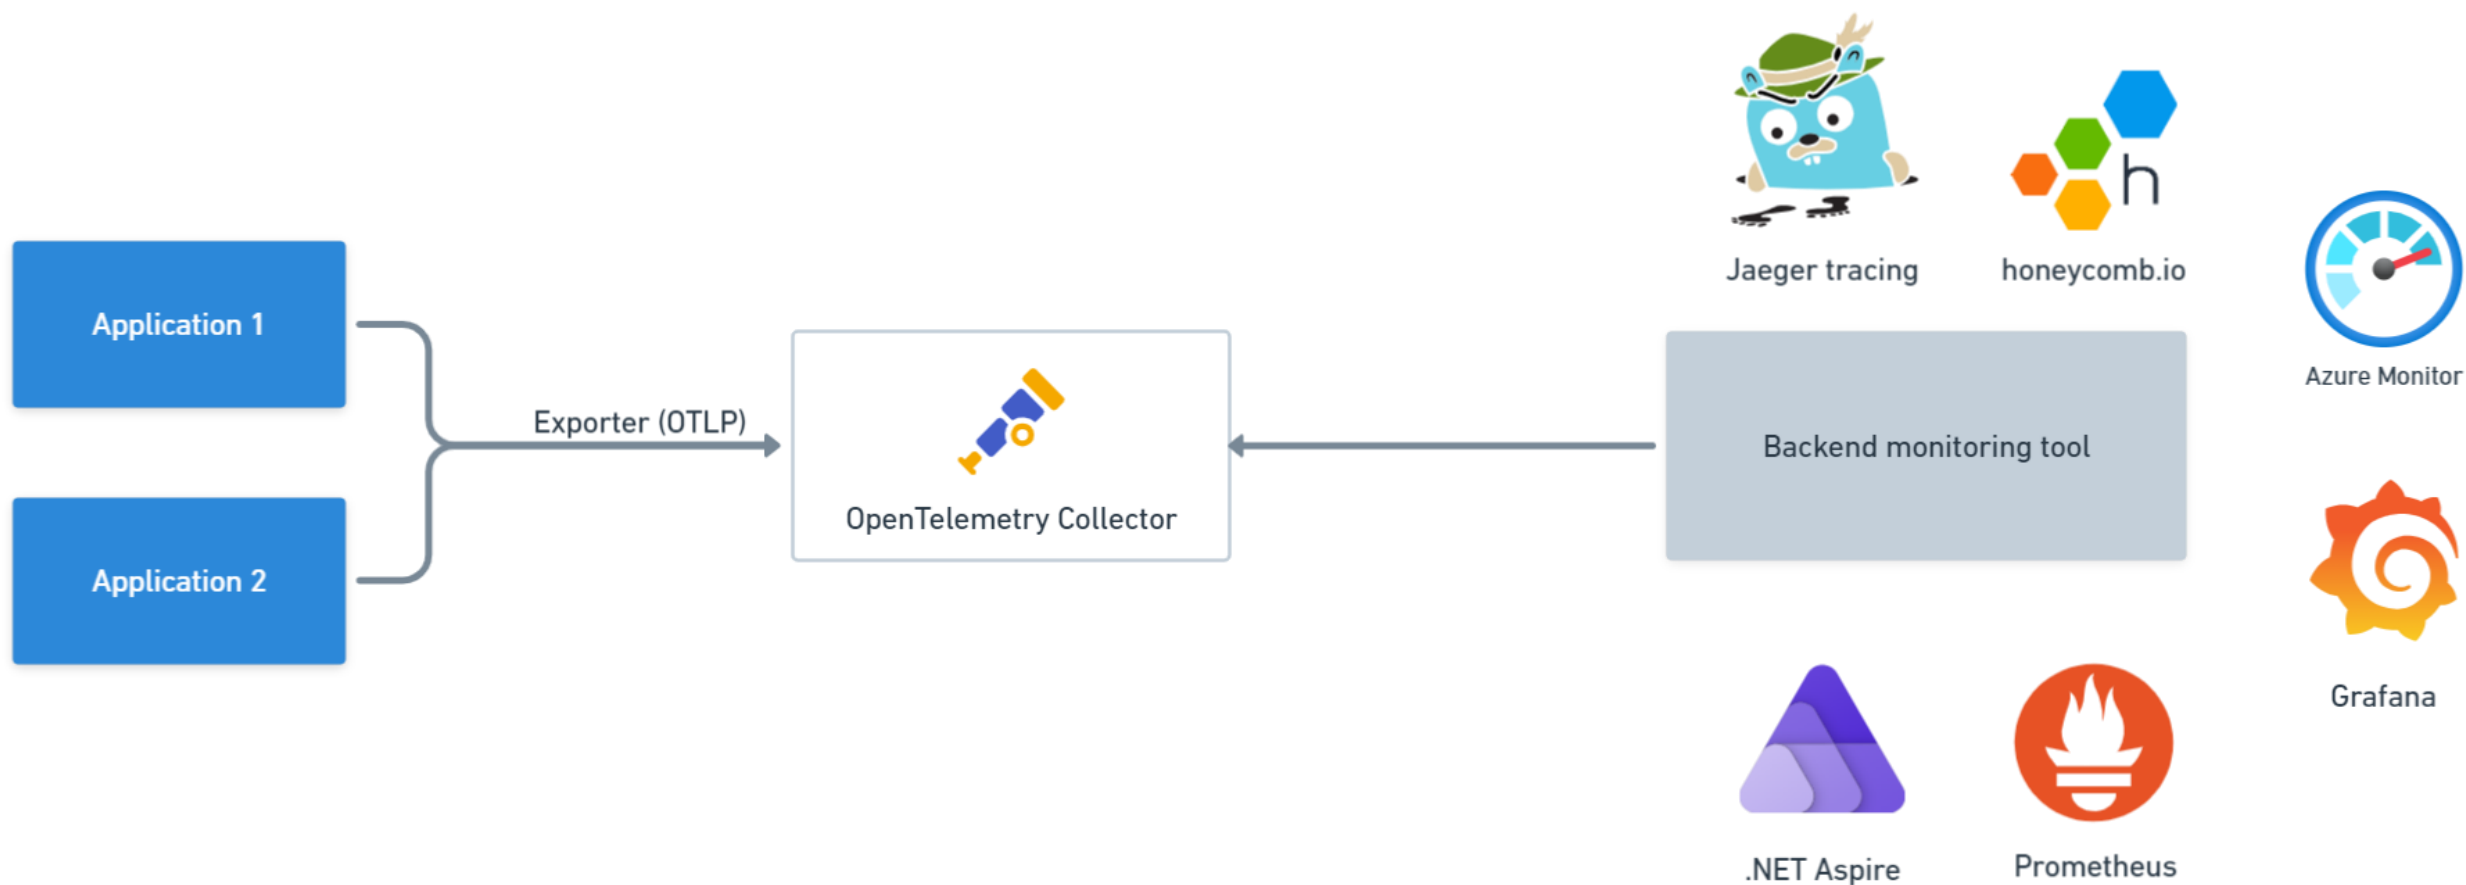 Application 1
Application 2
Exporter (OTLP)
OpenTelemetry Collector
Backend monitoring tool
Jaeger tracing
h
honeycomb.io
Azure Monitor
Grafana
.NET Aspire
Prometheus